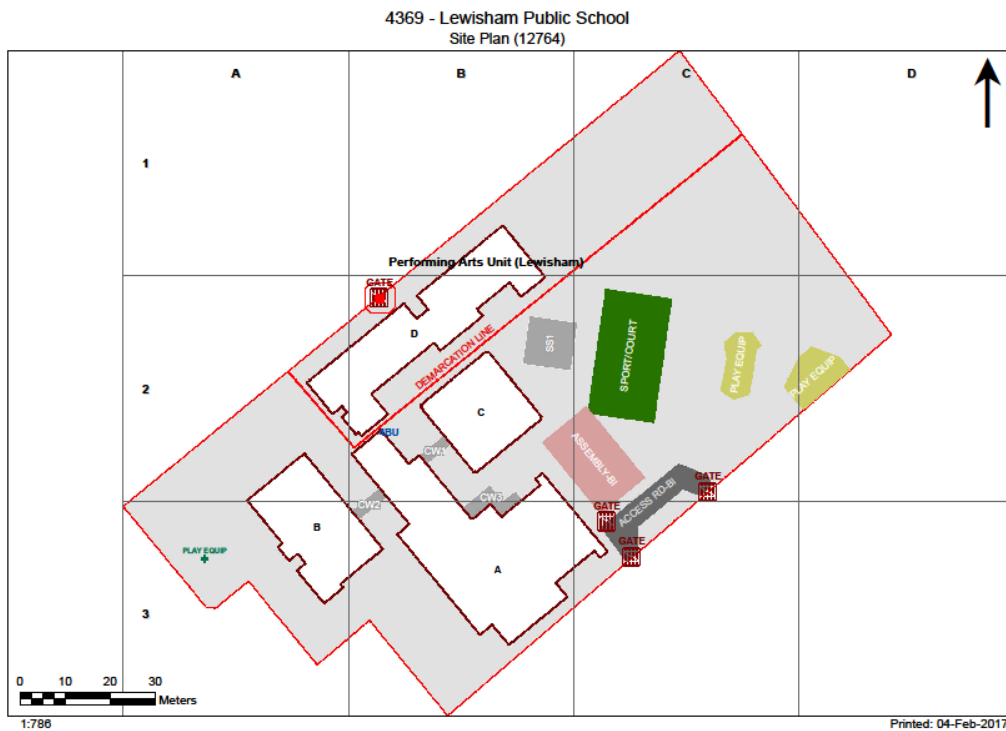 4369 - Lewisham Public School
Site Plan (12764)
A
B
C
D
1
Performing Arts Unit (Lewisham)
GATE
D
SS1
SPORT/COURT
DEMARCATION LINE
PLAY EQUIP
PLAY EQUIP
2
C
ABU
ASSEMBLY-BI
CW2
CW3
GATE
ACCESS RD-BI
GATE
B
GATE
PLAY EQUIP
A
3
0 10 20 30
Meters
1:786
Printed: 04-Feb-2017